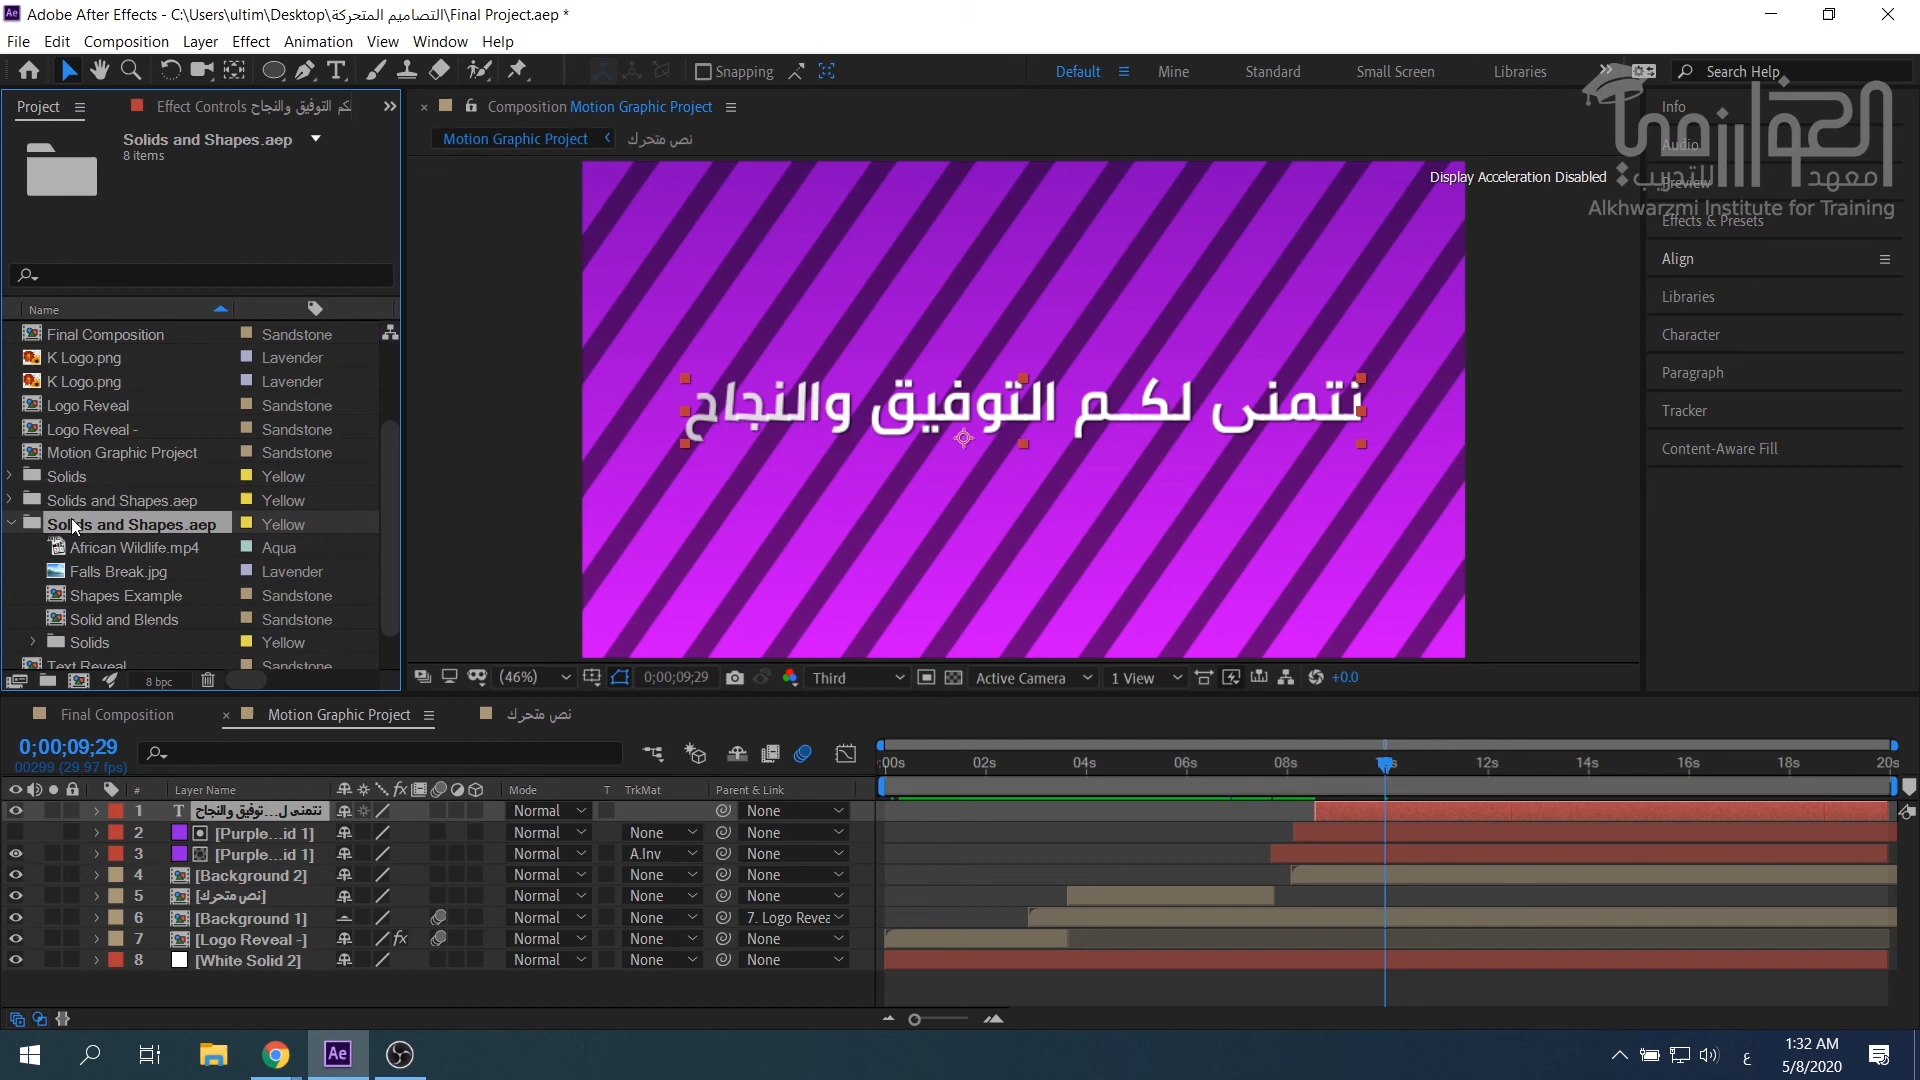 Adobe After Effects - C:\Users\ultim\Desktop\التصاميم المتحركة\Final Project.aep *
File Edit Composition Layer Effect Animation View Window Help
Snapping
Default Mine Standard Small Screen Libraries
Search Help
Project
Effect Controls لكم التوفيق والنجاح
Composition Motion Graphic Project
Motion Graphic Project نص متحرك
Solids and Shapes.aep
8 items
Display Acceleration Disabled
نتمنى لكـم التوفيق والنجاح
الخوارزمي
معهد للتدريب
Alkhwarzmi Institute for Training
Info
Audio
Preview
Effects & Presets
Align
Libraries
Character
Paragraph
Tracker
Content-Aware Fill
Name
Final Composition Sandstone
K Logo.png Lavender
K Logo.png Lavender
Logo Reveal Sandstone
Logo Reveal - Sandstone
Motion Graphic Project Sandstone
Solids Yellow
Solids and Shapes.aep Yellow
Solids and Shapes.aep Yellow
African Wildlife.mp4 Aqua
Falls Break.jpg Lavender
Shapes Example Sandstone
Solid and Blends Sandstone
Solids Yellow
Text Reveal Sandstone
8 bpc
(46%) 0;00;09;29 Third Active Camera 1 View +0.0
Final Composition Motion Graphic Project نص متحرك
0;00;09;29
00299 (29.97 fps)
:00s 02s 04s 06s 08s 12s 14s 16s 18s 20s
# Layer Name Mode T TrkMat Parent & Link
1 T نتمنى ل...توفيق والنجاح Normal None
2 [Purple...id 1] Normal None None
3 [Purple...id 1] Normal A.Inv None
4 [Background 2] Normal None None
5 [نص متحرك] Normal None None
6 [Background 1] Normal None 7. Logo Revea
7 [Logo Reveal -] fx Normal None None
8 [White Solid 2] Normal None None
Ae
ع
1:32 AM
5/8/2020